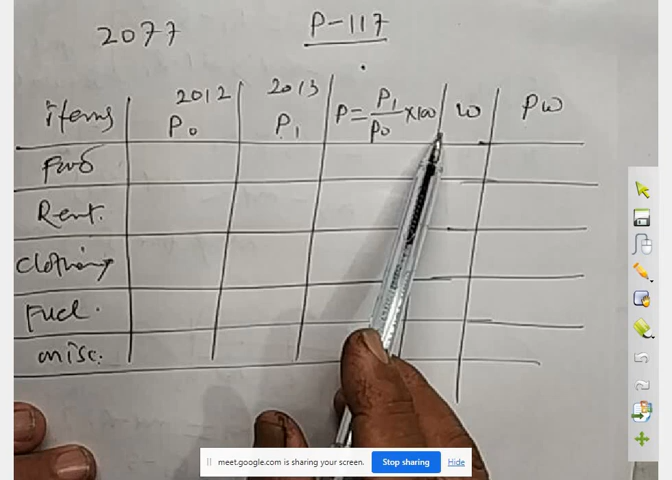 2077 P-117
items 2012 P₀ 2013 P₁ P = P₁/P₀ × 100 W PW
Food
Rent.
Clothing
Fuel.
misc.
meet.google.com is sharing your screen. Stop sharing Hide